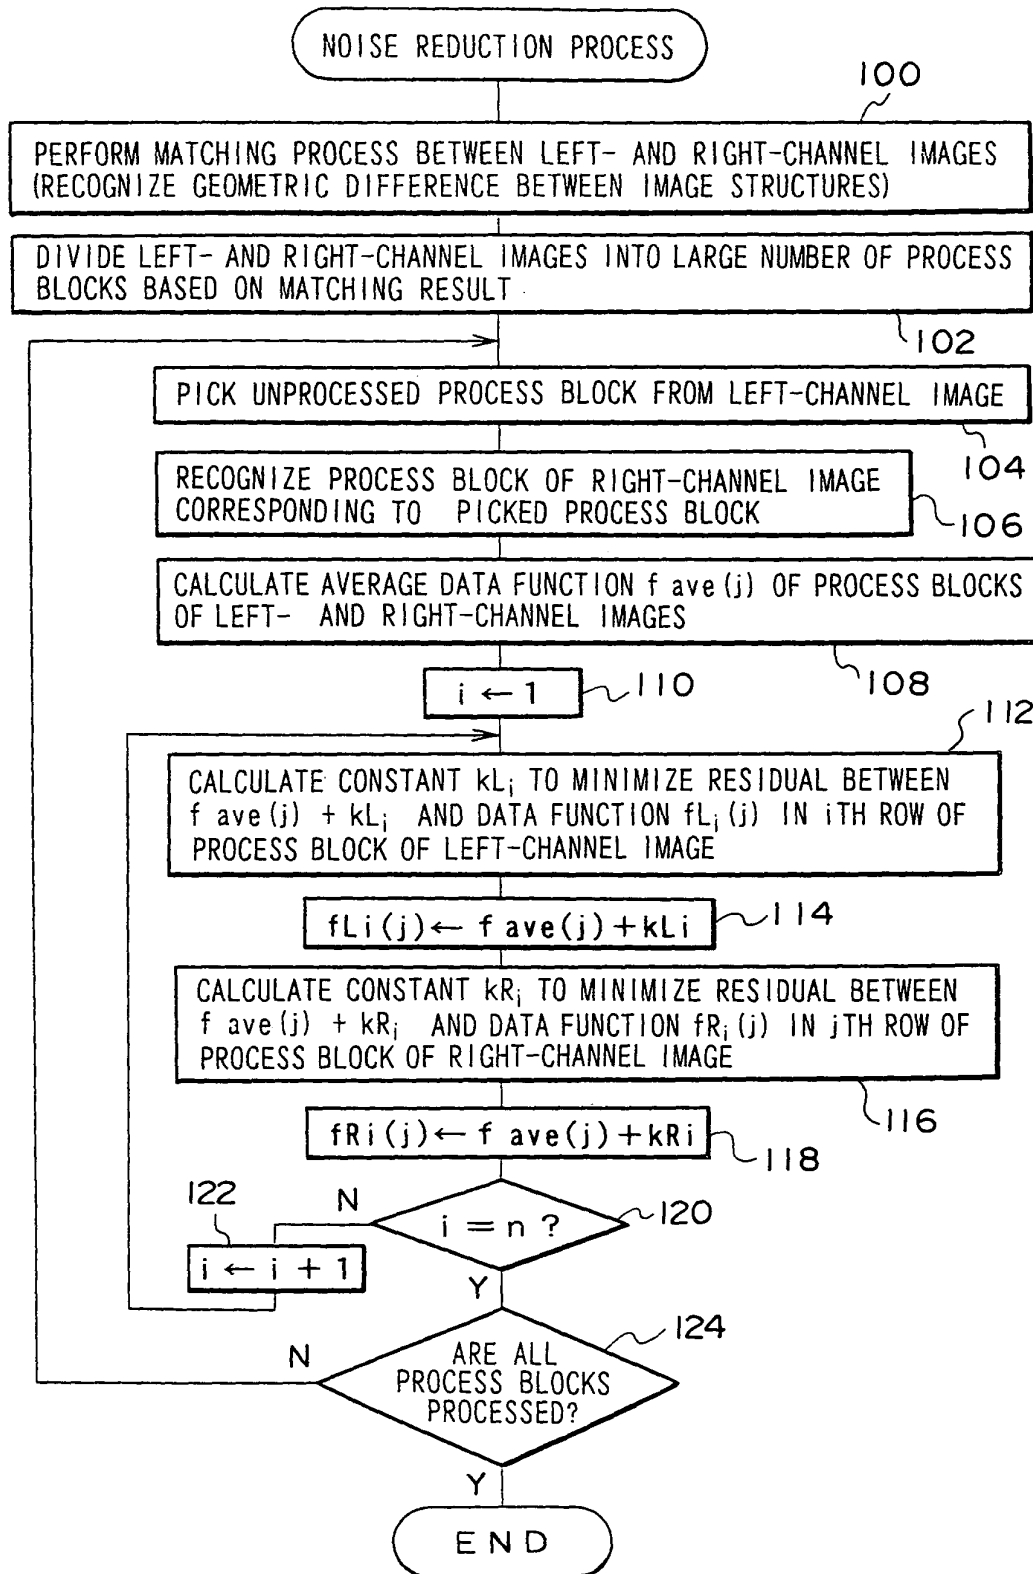 NOISE REDUCTION PROCESS
100
PERFORM MATCHING PROCESS BETWEEN LEFT- AND RIGHT-CHANNEL IMAGES
(RECOGNIZE GEOMETRIC DIFFERENCE BETWEEN IMAGE STRUCTURES)
DIVIDE LEFT- AND RIGHT-CHANNEL IMAGES INTO LARGE NUMBER OF PROCESS
BLOCKS BASED ON MATCHING RESULT
102
PICK UNPROCESSED PROCESS BLOCK FROM LEFT-CHANNEL IMAGE
104
RECOGNIZE PROCESS BLOCK OF RIGHT-CHANNEL IMAGE
CORRESPONDING TO PICKED PROCESS BLOCK
106
CALCULATE AVERAGE DATA FUNCTION f ave(j) OF PROCESS BLOCKS
OF LEFT- AND RIGHT-CHANNEL IMAGES
108
i ← 1
110
112
CALCULATE CONSTANT kLi TO MINIMIZE RESIDUAL BETWEEN
f ave(j) + kLi AND DATA FUNCTION fLi(j) IN iTH ROW OF
PROCESS BLOCK OF LEFT-CHANNEL IMAGE
fLi(j) ← f ave(j)+kLi
114
CALCULATE CONSTANT kRi TO MINIMIZE RESIDUAL BETWEEN
f ave(j) + kRi AND DATA FUNCTION fRi(j) IN jTH ROW OF
PROCESS BLOCK OF RIGHT-CHANNEL IMAGE
116
fRi(j) ← f ave(j)+kRi
118
122
N
i = n ?
120
i ← i + 1
Y
124
N
ARE ALL
PROCESS BLOCKS
PROCESSED?
Y
END